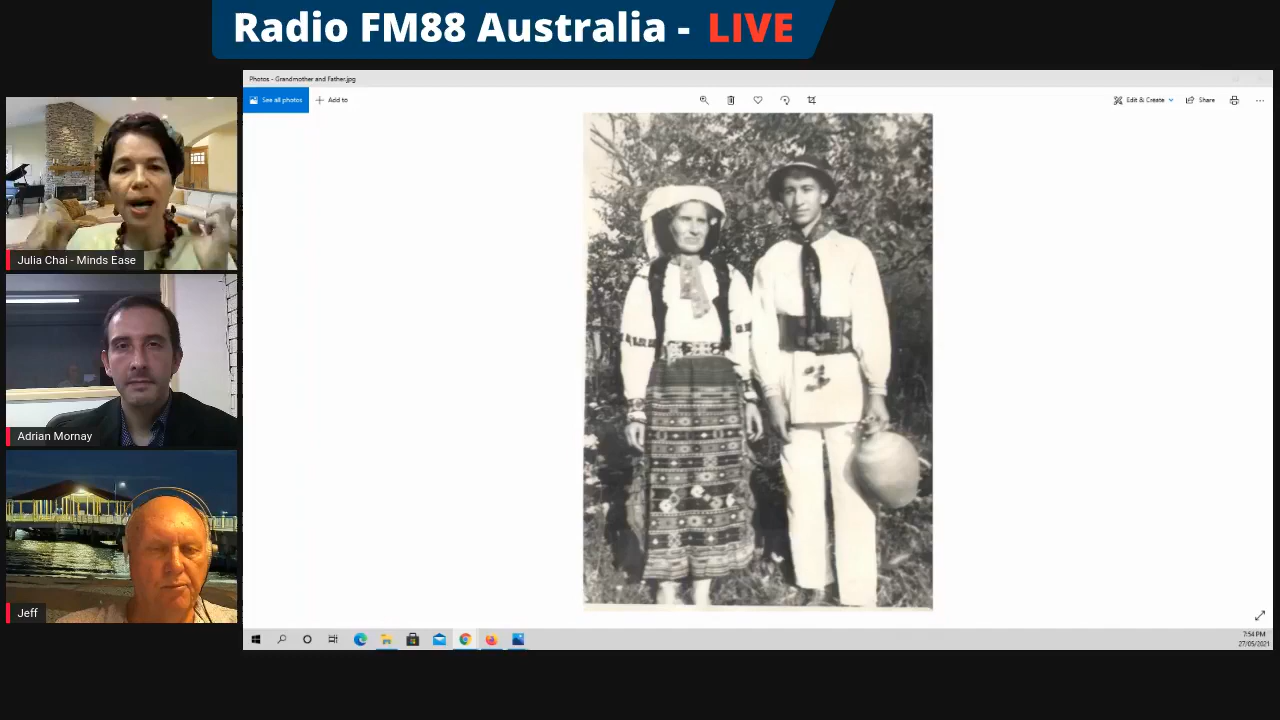 Radio FM88 Australia - LIVE
Photos - Grandmother and Father.jpg
See all photos
Add to
Edit & Create
Share
Julia Chai - Minds Ease
Adrian Mornay
Jeff
7:54 PM
27/05/2021